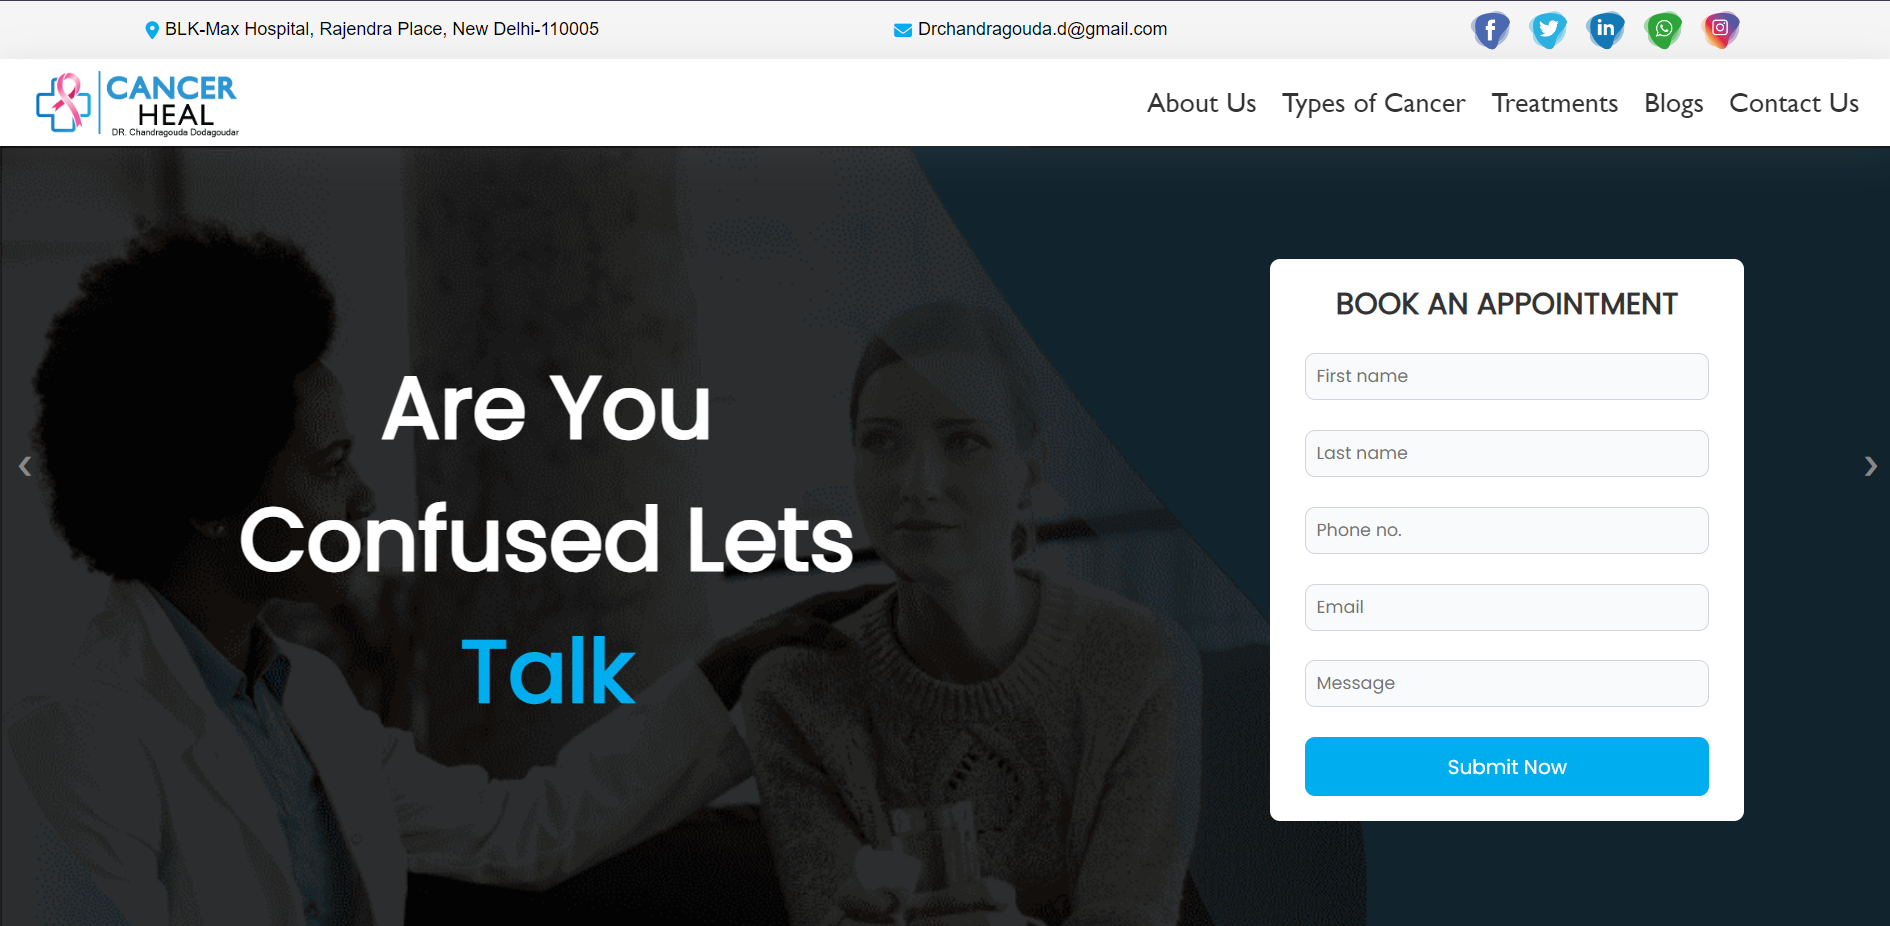 BLK-Max Hospital, Rajendra Place, New Delhi-110005
Drchandragouda.d@gmail.com
CANCER
HEAL
DR. Chandragouda Dodagoudar
About Us
Types of Cancer
Treatments
Blogs
Contact Us
Are You
Confused Lets
Talk
BOOK AN APPOINTMENT
First name
Last name
Phone no.
Email
Message
Submit Now